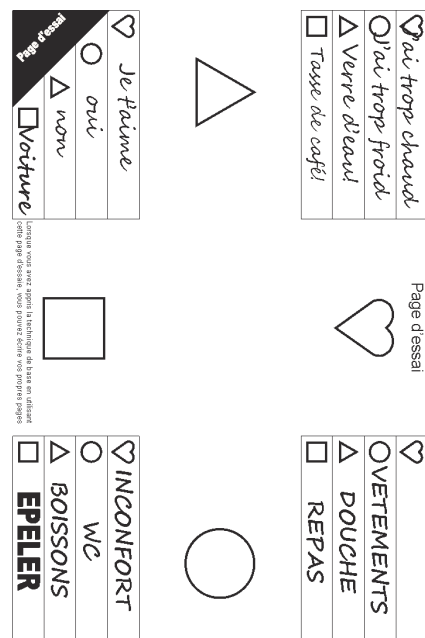 J'ai trop chaud
J'ai trop froid
Verre d'eau!
Tasse de café!
Page d'essai
VETEMENTS
DOUCHE
REPAS
Je t'aime
oui
non
Voiture
Page d'essai
Lorsque vous avez appris la technique de base en utilisant
cette page d'essaie, vous pouvez écrire vos propres pages
INCONFORT
WC
BOISSONS
EPELER